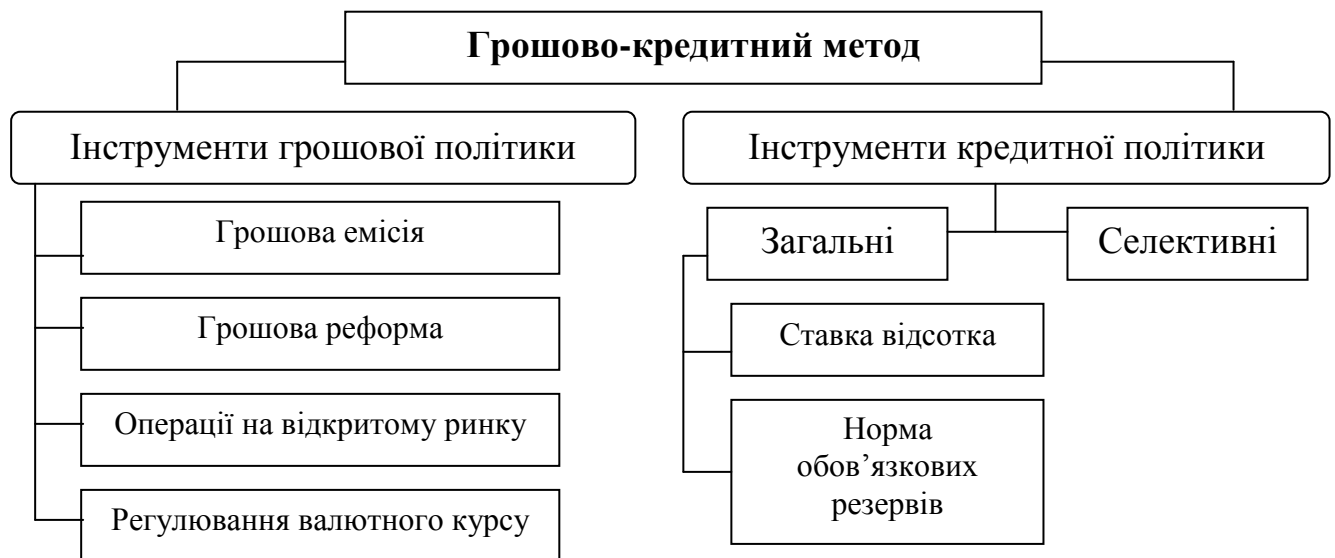 Грошово-кредитний метод
Інструменти грошової політики
Грошова емісія
Грошова реформа
Операції на відкритому ринку
Регулювання валютного курсу
Інструменти кредитної політики
Загальні
Селективні
Ставка відсотка
Норма
обов’язкових
резервів